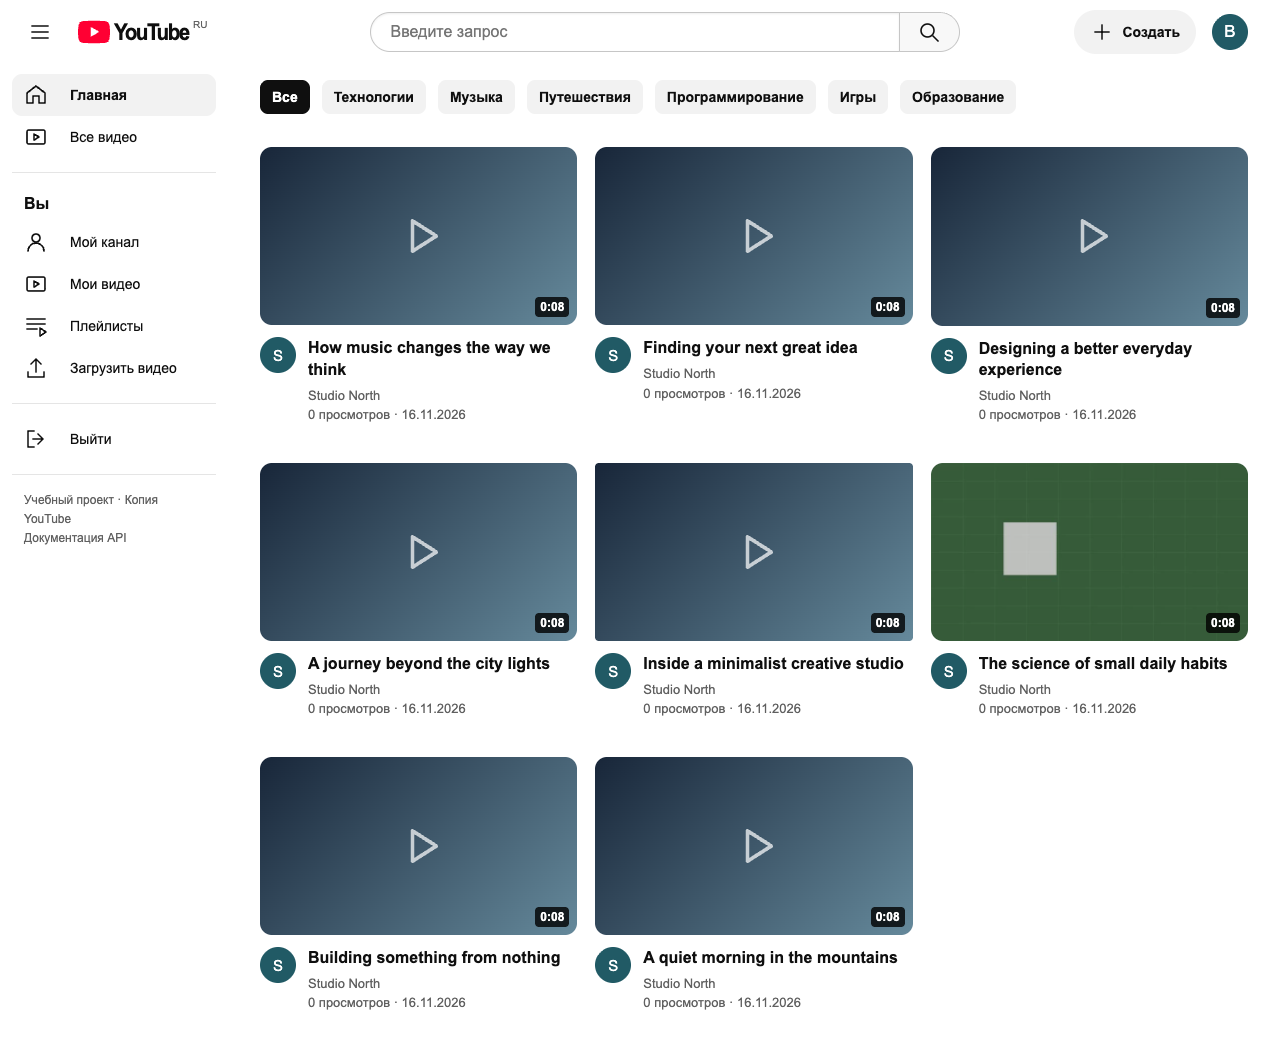 YouTube RU
Введите запрос
Создать
B
Главная
Все видео
Вы
Мой канал
Мои видео
Плейлисты
Загрузить видео
Выйти
Учебный проект · Копия
YouTube
Документация API
Все
Технологии
Музыка
Путешествия
Программирование
Игры
Образование
0:08
S
How music changes the way we
think
Studio North
0 просмотров · 16.11.2026
0:08
S
Finding your next great idea
Studio North
0 просмотров · 16.11.2026
0:08
S
Designing a better everyday
experience
Studio North
0 просмотров · 16.11.2026
0:08
S
A journey beyond the city lights
Studio North
0 просмотров · 16.11.2026
0:08
S
Inside a minimalist creative studio
Studio North
0 просмотров · 16.11.2026
0:08
S
The science of small daily habits
Studio North
0 просмотров · 16.11.2026
0:08
S
Building something from nothing
Studio North
0 просмотров · 16.11.2026
0:08
S
A quiet morning in the mountains
Studio North
0 просмотров · 16.11.2026